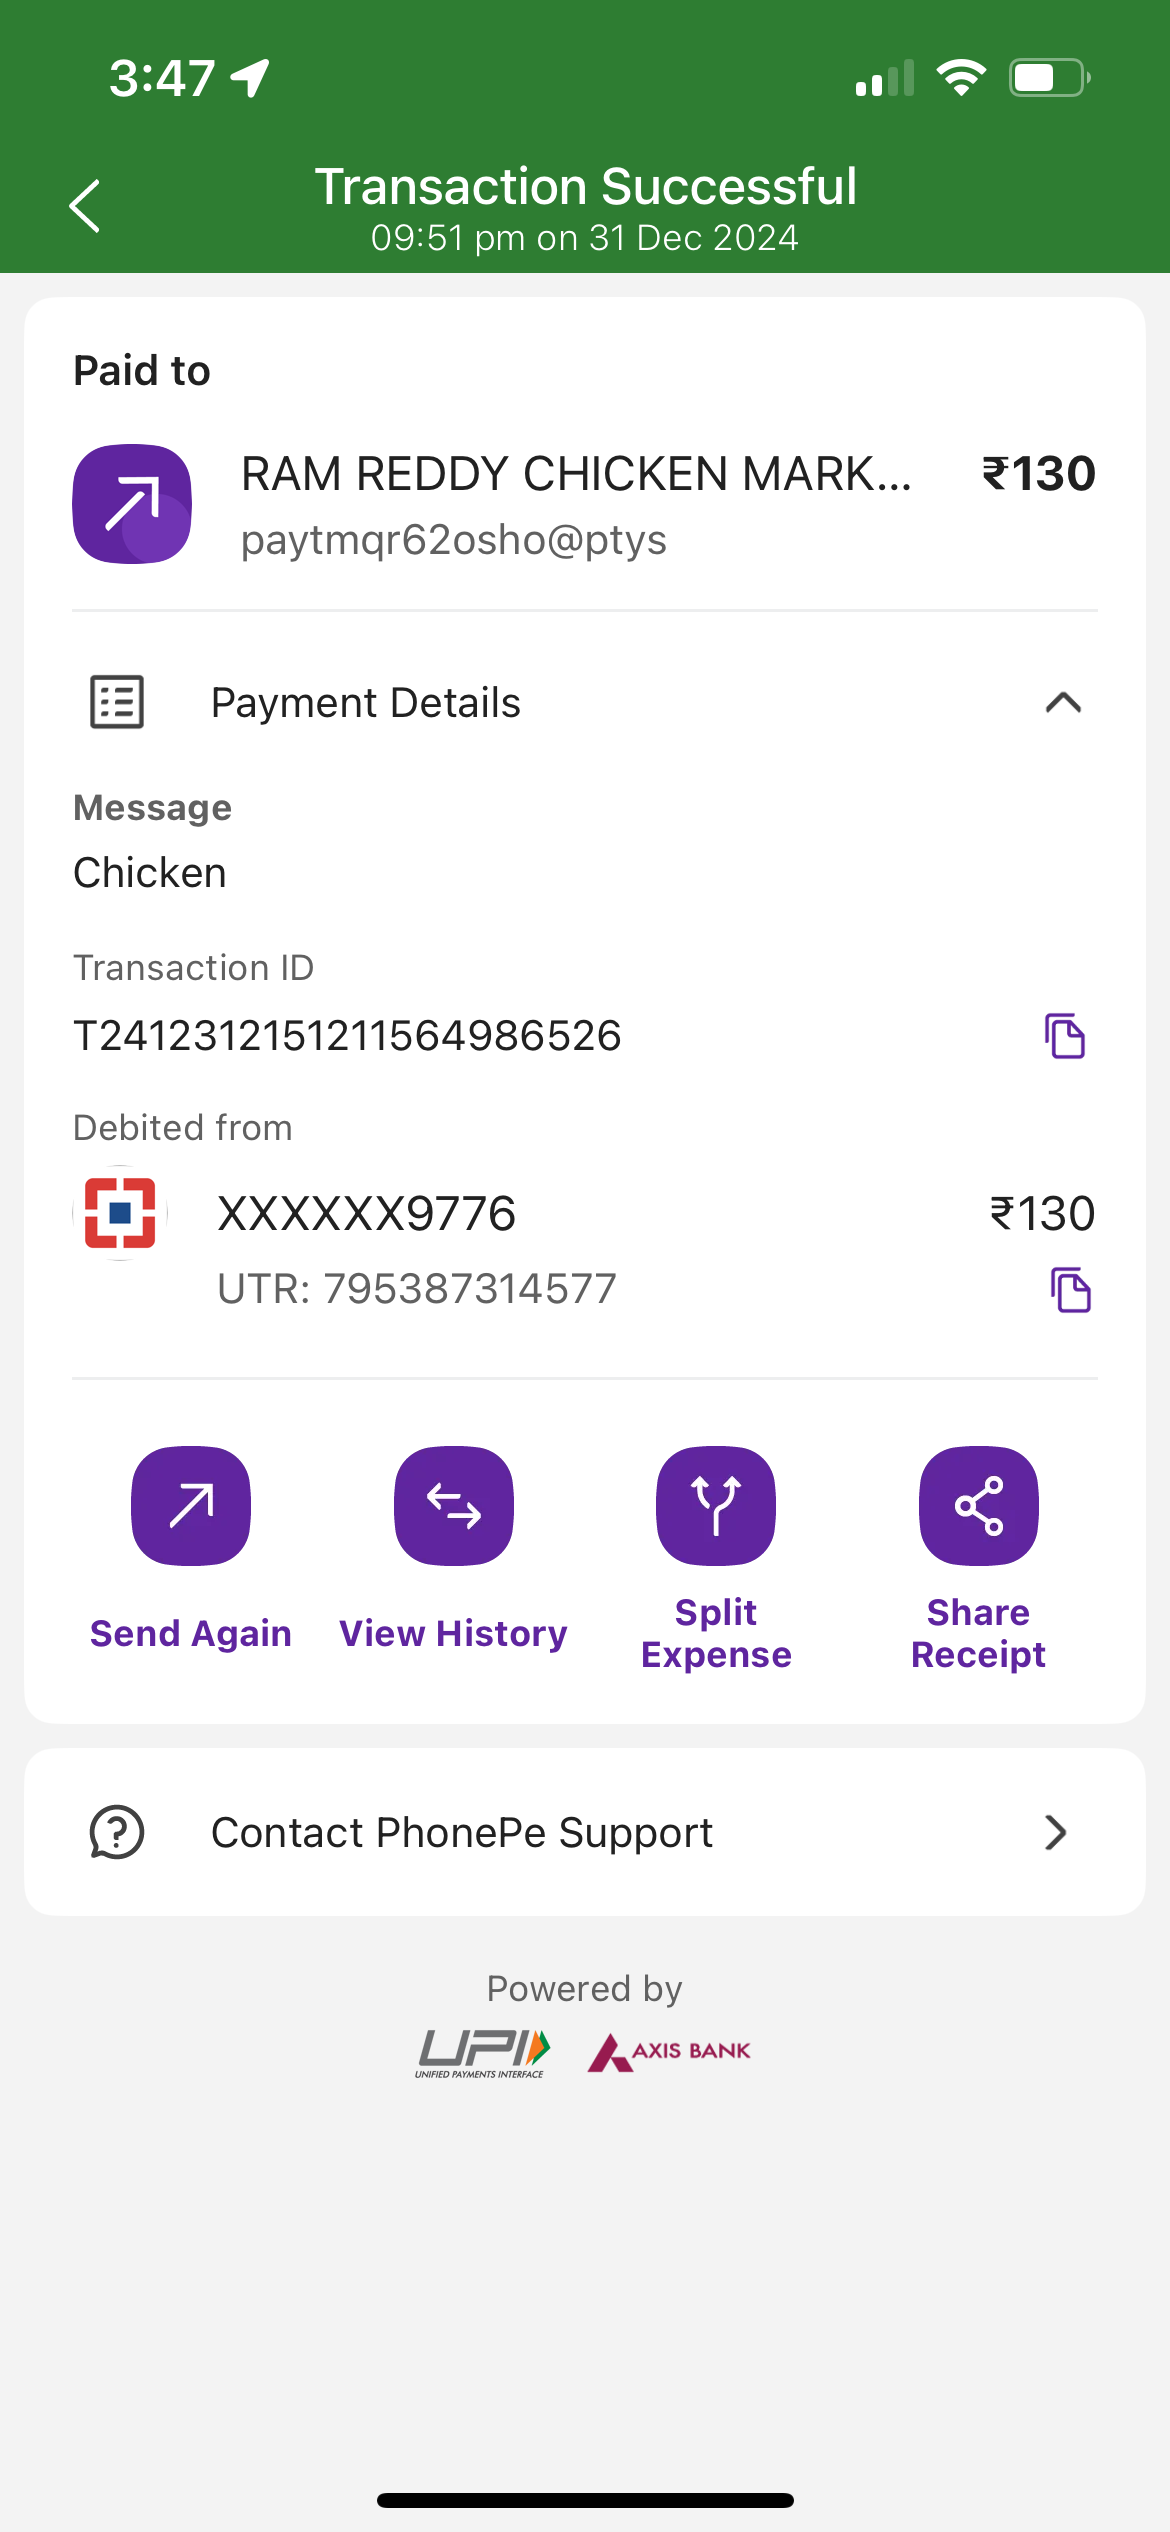 3:47
Transaction Successful
09:51 pm on 31 Dec 2024
Paid to
RAM REDDY CHICKEN MARK... ₹130
paytmqr62osho@ptys
Payment Details
Message
Chicken
Transaction ID
T2412312151211564986526
Debited from
XXXXXX9776 ₹130
UTR: 795387314577
Send Again
View History
Split Expense
Share Receipt
Contact PhonePe Support
Powered by
UPI
UNIFIED PAYMENTS INTERFACE
AXIS BANK